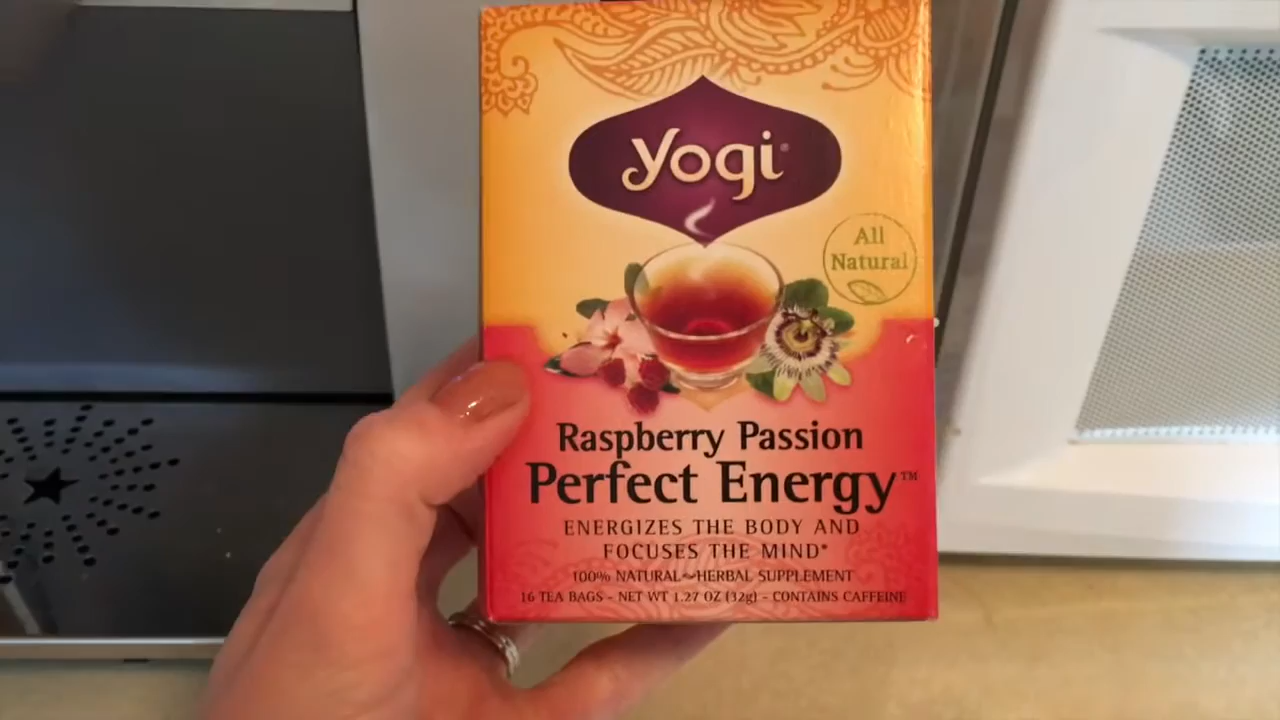 yogi®
All
Natural
Raspberry Passion
Perfect Energy™
ENERGIZES THE BODY AND
FOCUSES THE MIND*
100% NATURAL~HERBAL SUPPLEMENT
16 TEA BAGS - NET WT 1.27 OZ (32g) - CONTAINS CAFFEINE